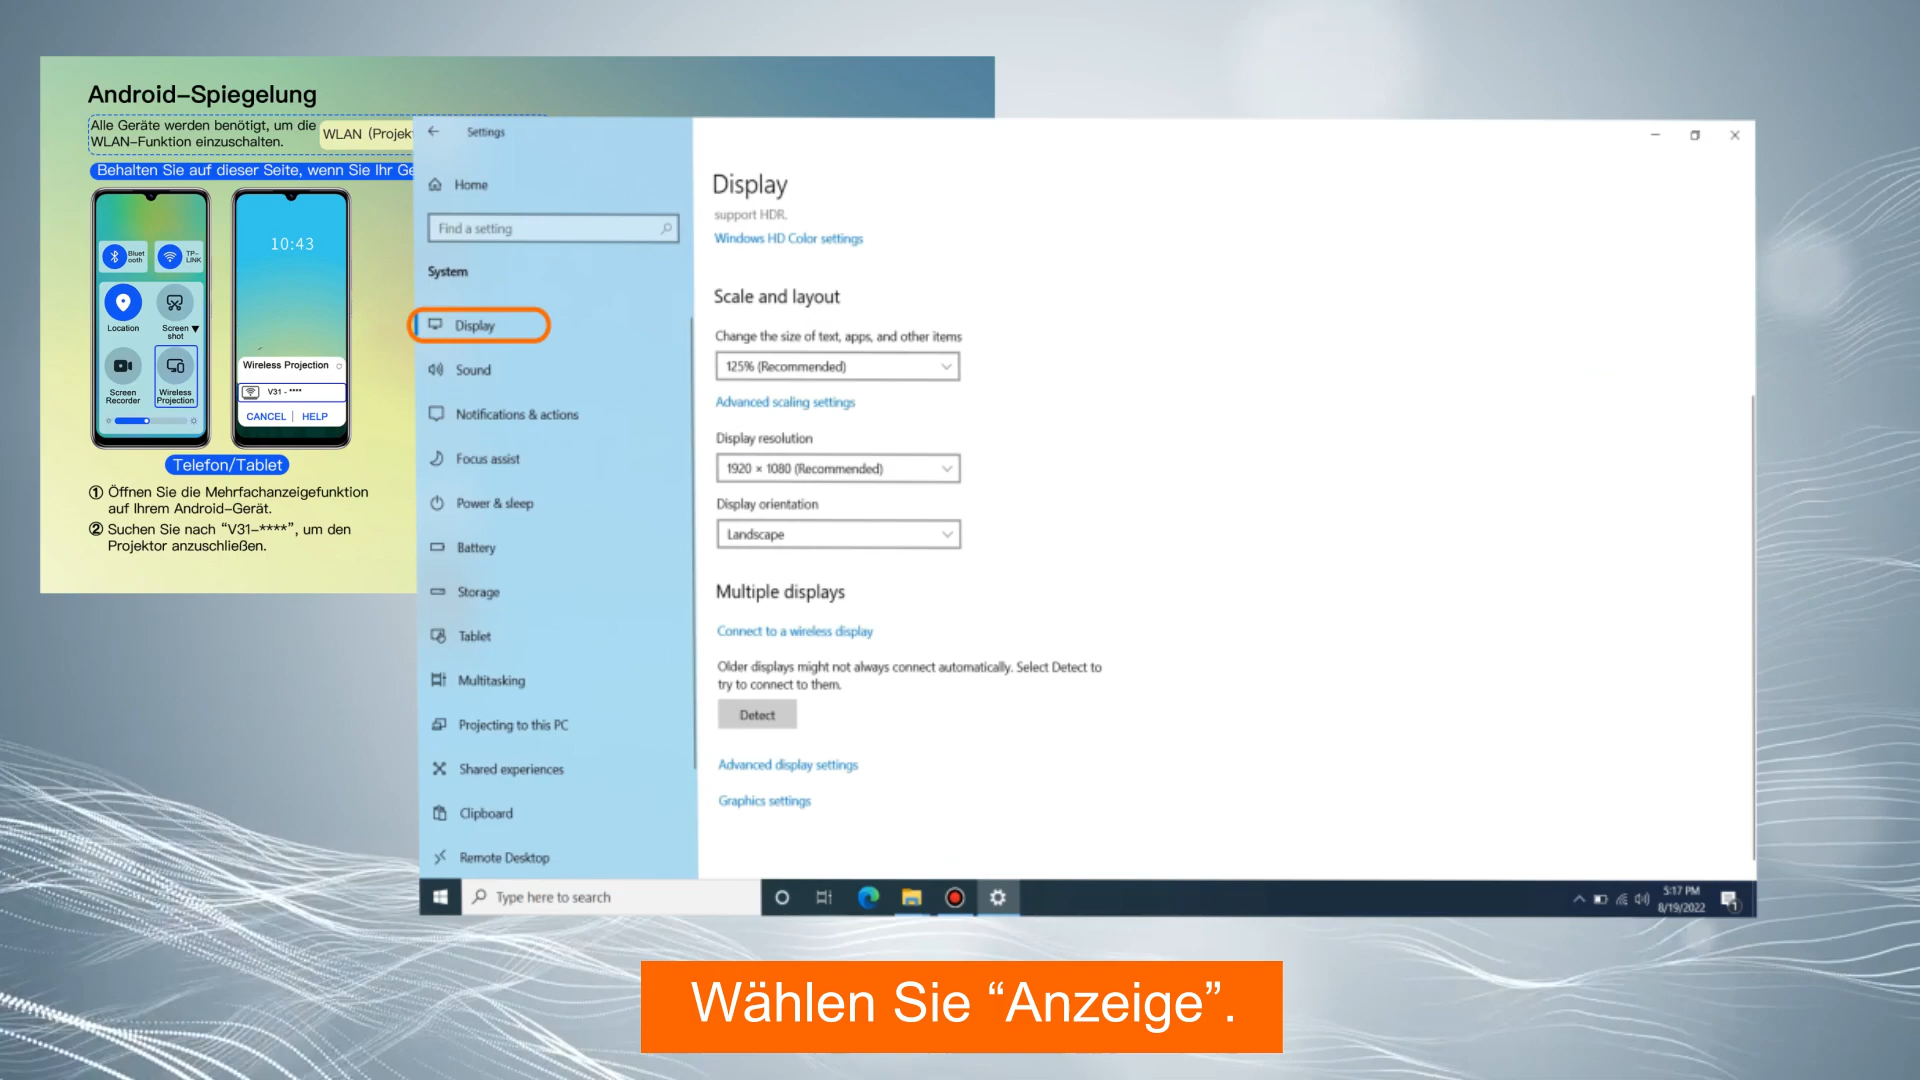 Android-Spiegelung
Alle Geräte werden benötigt, um die
WLAN-Funktion einzuschalten.
WLAN (Projek
Behalten Sie auf dieser Seite, wenn Sie Ihr Ge
Bluet
ooth
TP-
LINK
Location
Screen
shot
Screen
Recorder
Wireless
Projection
10:43
Wireless Projection
V31 - ****
CANCEL | HELP
Telefon/Tablet
① Öffnen Sie die Mehrfachanzeigefunktion
auf Ihrem Android-Gerät.
② Suchen Sie nach “V31-****”, um den
Projektor anzuschließen.
Settings
Home
Find a setting
System
Display
Sound
Notifications & actions
Focus assist
Power & sleep
Battery
Storage
Tablet
Multitasking
Projecting to this PC
Shared experiences
Clipboard
Remote Desktop
Display
support HDR.
Windows HD Color settings
Scale and layout
Change the size of text, apps, and other items
125% (Recommended)
Advanced scaling settings
Display resolution
1920 × 1080 (Recommended)
Display orientation
Landscape
Multiple displays
Connect to a wireless display
Older displays might not always connect automatically. Select Detect to
try to connect to them.
Detect
Advanced display settings
Graphics settings
Type here to search
5:17 PM
8/19/2022
1
Wählen Sie “Anzeige”.